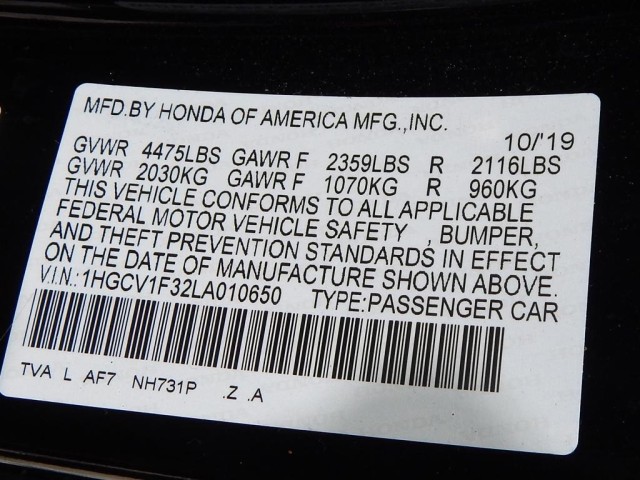 MFD.BY HONDA OF AMERICA MFG.,INC.
10/'19
GVWR 4475LBS GAWR F 2359LBS R 2116LBS
GVWR 2030KG GAWR F 1070KG R 960KG
THIS VEHICLE CONFORMS TO ALL APPLICABLE
FEDERAL MOTOR VEHICLE SAFETY , BUMPER,
AND THEFT PREVENTION STANDARDS IN EFFECT
ON THE DATE OF MANUFACTURE SHOWN ABOVE.
V.I.N.:1HGCV1F32LA010650 TYPE:PASSENGER CAR
TVA L AF7 NH731P .Z .A